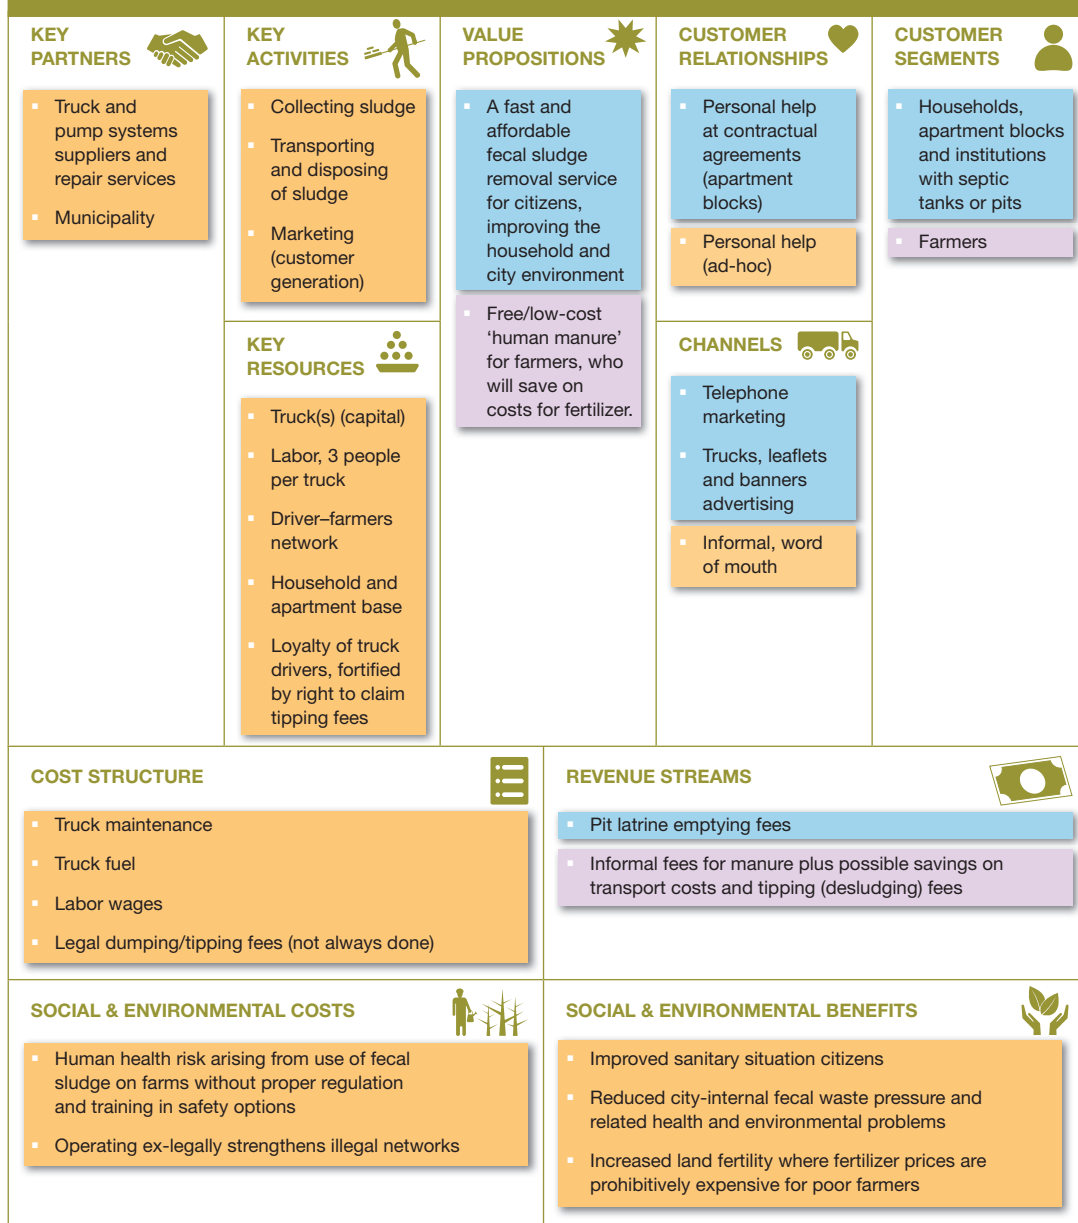 KEY
PARTNERS
Truck and
pump systems
suppliers and
repair services
Municipality
KEY
ACTIVITIES
Collecting sludge
Transporting
and disposing
of sludge
Marketing
(customer
generation)
KEY
RESOURCES
Truck(s) (capital)
Labor, 3 people
per truck
Driver–farmers
network
Household and
apartment base
Loyalty of truck
drivers, fortified
by right to claim
tipping fees
VALUE
PROPOSITIONS
A fast and
affordable
fecal sludge
removal service
for citizens,
improving the
household and
city environment
Free/low-cost
‘human manure’
for farmers, who
will save on
costs for fertilizer.
CUSTOMER
RELATIONSHIPS
Personal help
at contractual
agreements
(apartment
blocks)
Personal help
(ad-hoc)
CHANNELS
Telephone
marketing
Trucks, leaflets
and banners
advertising
Informal, word
of mouth
CUSTOMER
SEGMENTS
Households,
apartment blocks
and institutions
with septic
tanks or pits
Farmers
COST STRUCTURE
Truck maintenance
Truck fuel
Labor wages
Legal dumping/tipping fees (not always done)
REVENUE STREAMS
Pit latrine emptying fees
Informal fees for manure plus possible savings on
transport costs and tipping (desludging) fees
SOCIAL & ENVIRONMENTAL COSTS
Human health risk arising from use of fecal
sludge on farms without proper regulation
and training in safety options
Operating ex-legally strengthens illegal networks
SOCIAL & ENVIRONMENTAL BENEFITS
Improved sanitary situation citizens
Reduced city-internal fecal waste pressure and
related health and environmental problems
Increased land fertility where fertilizer prices are
prohibitively expensive for poor farmers